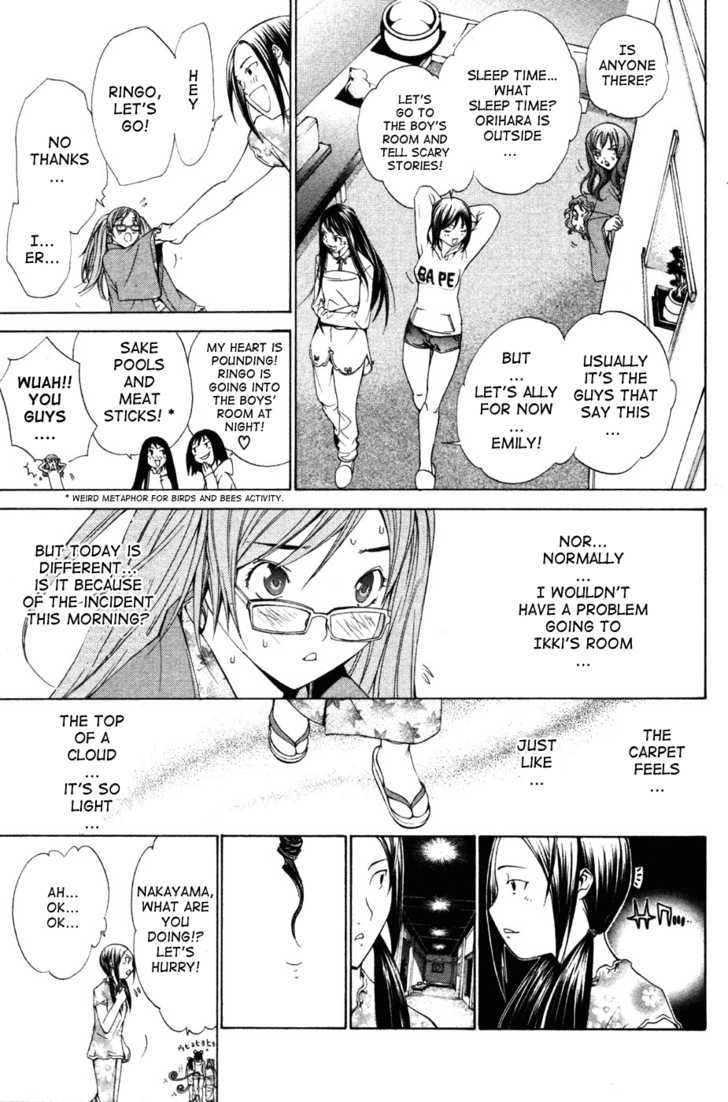 IS
ANYONE
THERE?
SLEEP TIME...
WHAT
SLEEP TIME?
ORIHARA IS
OUTSIDE
...
LET'S
GO TO
THE BOY'S
ROOM AND
TELL SCARY
STORIES!
BAPE
USUALLY
IT'S THE
GUYS THAT
SAY THIS
...
BUT
...
LET'S ALLY
FOR NOW
...
EMILY!
HEY
RINGO,
LET'S
GO!
NO
THANKS
...
I...
ER...
MY HEART IS
POUNDING!
RINGO IS
GOING INTO
THE BOYS'
ROOM AT
NIGHT!
♡
SAKE
POOLS
AND
MEAT
STICKS! *
WUAH!!
YOU
GUYS
....
* WEIRD METAPHOR FOR BIRDS AND BEES ACTIVITY.
NOR...
NORMALLY
...
I WOULDN'T
HAVE A PROBLEM
GOING TO
IKKI'S ROOM
...
BUT TODAY IS
DIFFERENT...
IS IT BECAUSE
OF THE INCIDENT
THIS MORNING?
THE
CARPET
FEELS
...
JUST
LIKE
...
THE TOP
OF A
CLOUD
...
IT'S SO
LIGHT
...
NAKAYAMA,
WHAT ARE
YOU
DOING!?
LET'S
HURRY!
AH...
OK...
OK...